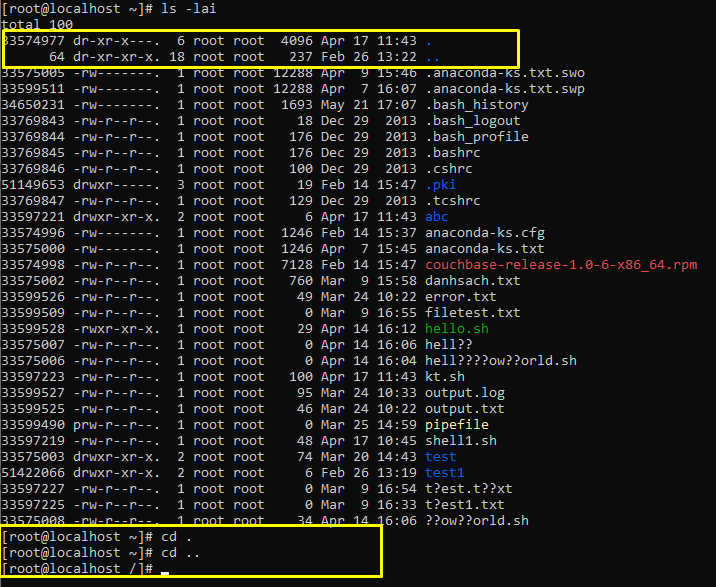 [root@localhost ~]# ls -lai
total 100
33574977 dr-xr-x---.  6 root root  4096 Apr 17 11:43 .
      64 dr-xr-xr-x. 18 root root   237 Feb 26 13:22 ..
33575005 -rw-------.  1 root root 12288 Apr  9 15:46 .anaconda-ks.txt.swo
33599511 -rw-------.  1 root root 12288 Apr  7 16:07 .anaconda-ks.txt.swp
34650231 -rw-------.  1 root root  1693 May 21 17:07 .bash_history
33769843 -rw-r--r--.  1 root root    18 Dec 29  2013 .bash_logout
33769844 -rw-r--r--.  1 root root   176 Dec 29  2013 .bash_profile
33769845 -rw-r--r--.  1 root root   176 Dec 29  2013 .bashrc
33769846 -rw-r--r--.  1 root root   100 Dec 29  2013 .cshrc
51149653 drwxr-----.  3 root root    19 Feb 14 15:47 .pki
33769847 -rw-r--r--.  1 root root   129 Dec 29  2013 .tcshrc
33597221 drwxr-xr-x.  2 root root     6 Apr 17 11:43 abc
33574996 -rw-------.  1 root root  1246 Feb 14 15:37 anaconda-ks.cfg
33575000 -rw-------.  1 root root  1246 Apr  7 15:45 anaconda-ks.txt
33574998 -rw-r--r--.  1 root root  7128 Feb 14 15:47 couchbase-release-1.0-6-x86_64.rpm
33575002 -rw-r--r--.  1 root root   760 Mar  9 15:58 danhsach.txt
33599526 -rw-r--r--.  1 root root    49 Mar 24 10:22 error.txt
33599509 -rw-r--r--.  1 root root     0 Mar  9 16:55 filetest.txt
33599528 -rwxr-xr-x.  1 root root    29 Apr 14 16:12 hello.sh
33575007 -rw-r--r--.  1 root root     0 Apr 14 16:06 hell??
33575006 -rw-r--r--.  1 root root     0 Apr 14 16:04 hell????ow??orld.sh
33597223 -rw-r--r--.  1 root root   100 Apr 17 11:43 kt.sh
33599527 -rw-r--r--.  1 root root    95 Mar 24 10:33 output.log
33599525 -rw-r--r--.  1 root root    46 Mar 24 10:22 output.txt
33599490 prw-r--r--.  1 root root     0 Mar 25 14:59 pipefile
33597219 -rw-r--r--.  1 root root    48 Apr 17 10:45 shell1.sh
33575003 drwxr-xr-x.  2 root root    74 Mar 20 14:43 test
51422066 drwxr-xr-x.  2 root root     6 Feb 26 13:19 test1
33597227 -rw-r--r--.  1 root root     0 Mar  9 16:54 t?est.t??xt
33597225 -rw-r--r--.  1 root root     0 Mar  9 16:33 t?est1.txt
33575008 -rw-r--r--.  1 root root    34 Apr 14 16:06 ??ow??orld.sh
[root@localhost ~]# cd .
[root@localhost ~]# cd ..
[root@localhost /]#